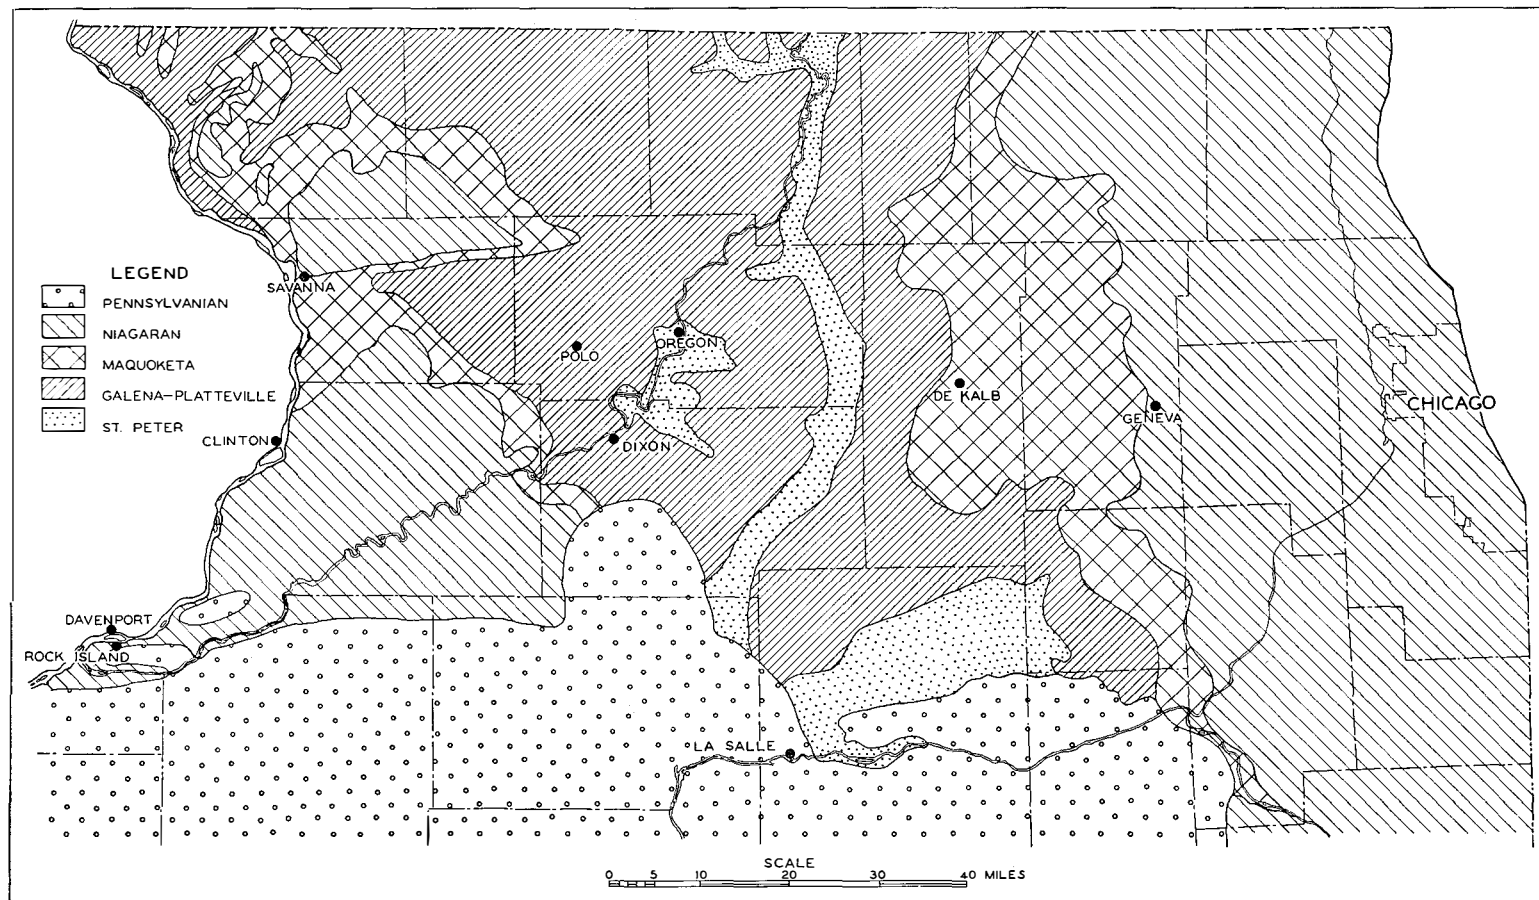 LEGEND
PENNSYLVANIAN
NIAGARAN
MAQUOKETA
GALENA-PLATTEVILLE
ST. PETER
SAVANNA
OREGON
POLO
DE KALB
GENEVA
CHICAGO
CLINTON
DIXON
DAVENPORT
ROCK ISLAND
LA SALLE
SCALE
0 5 10 20 30 40 MILES